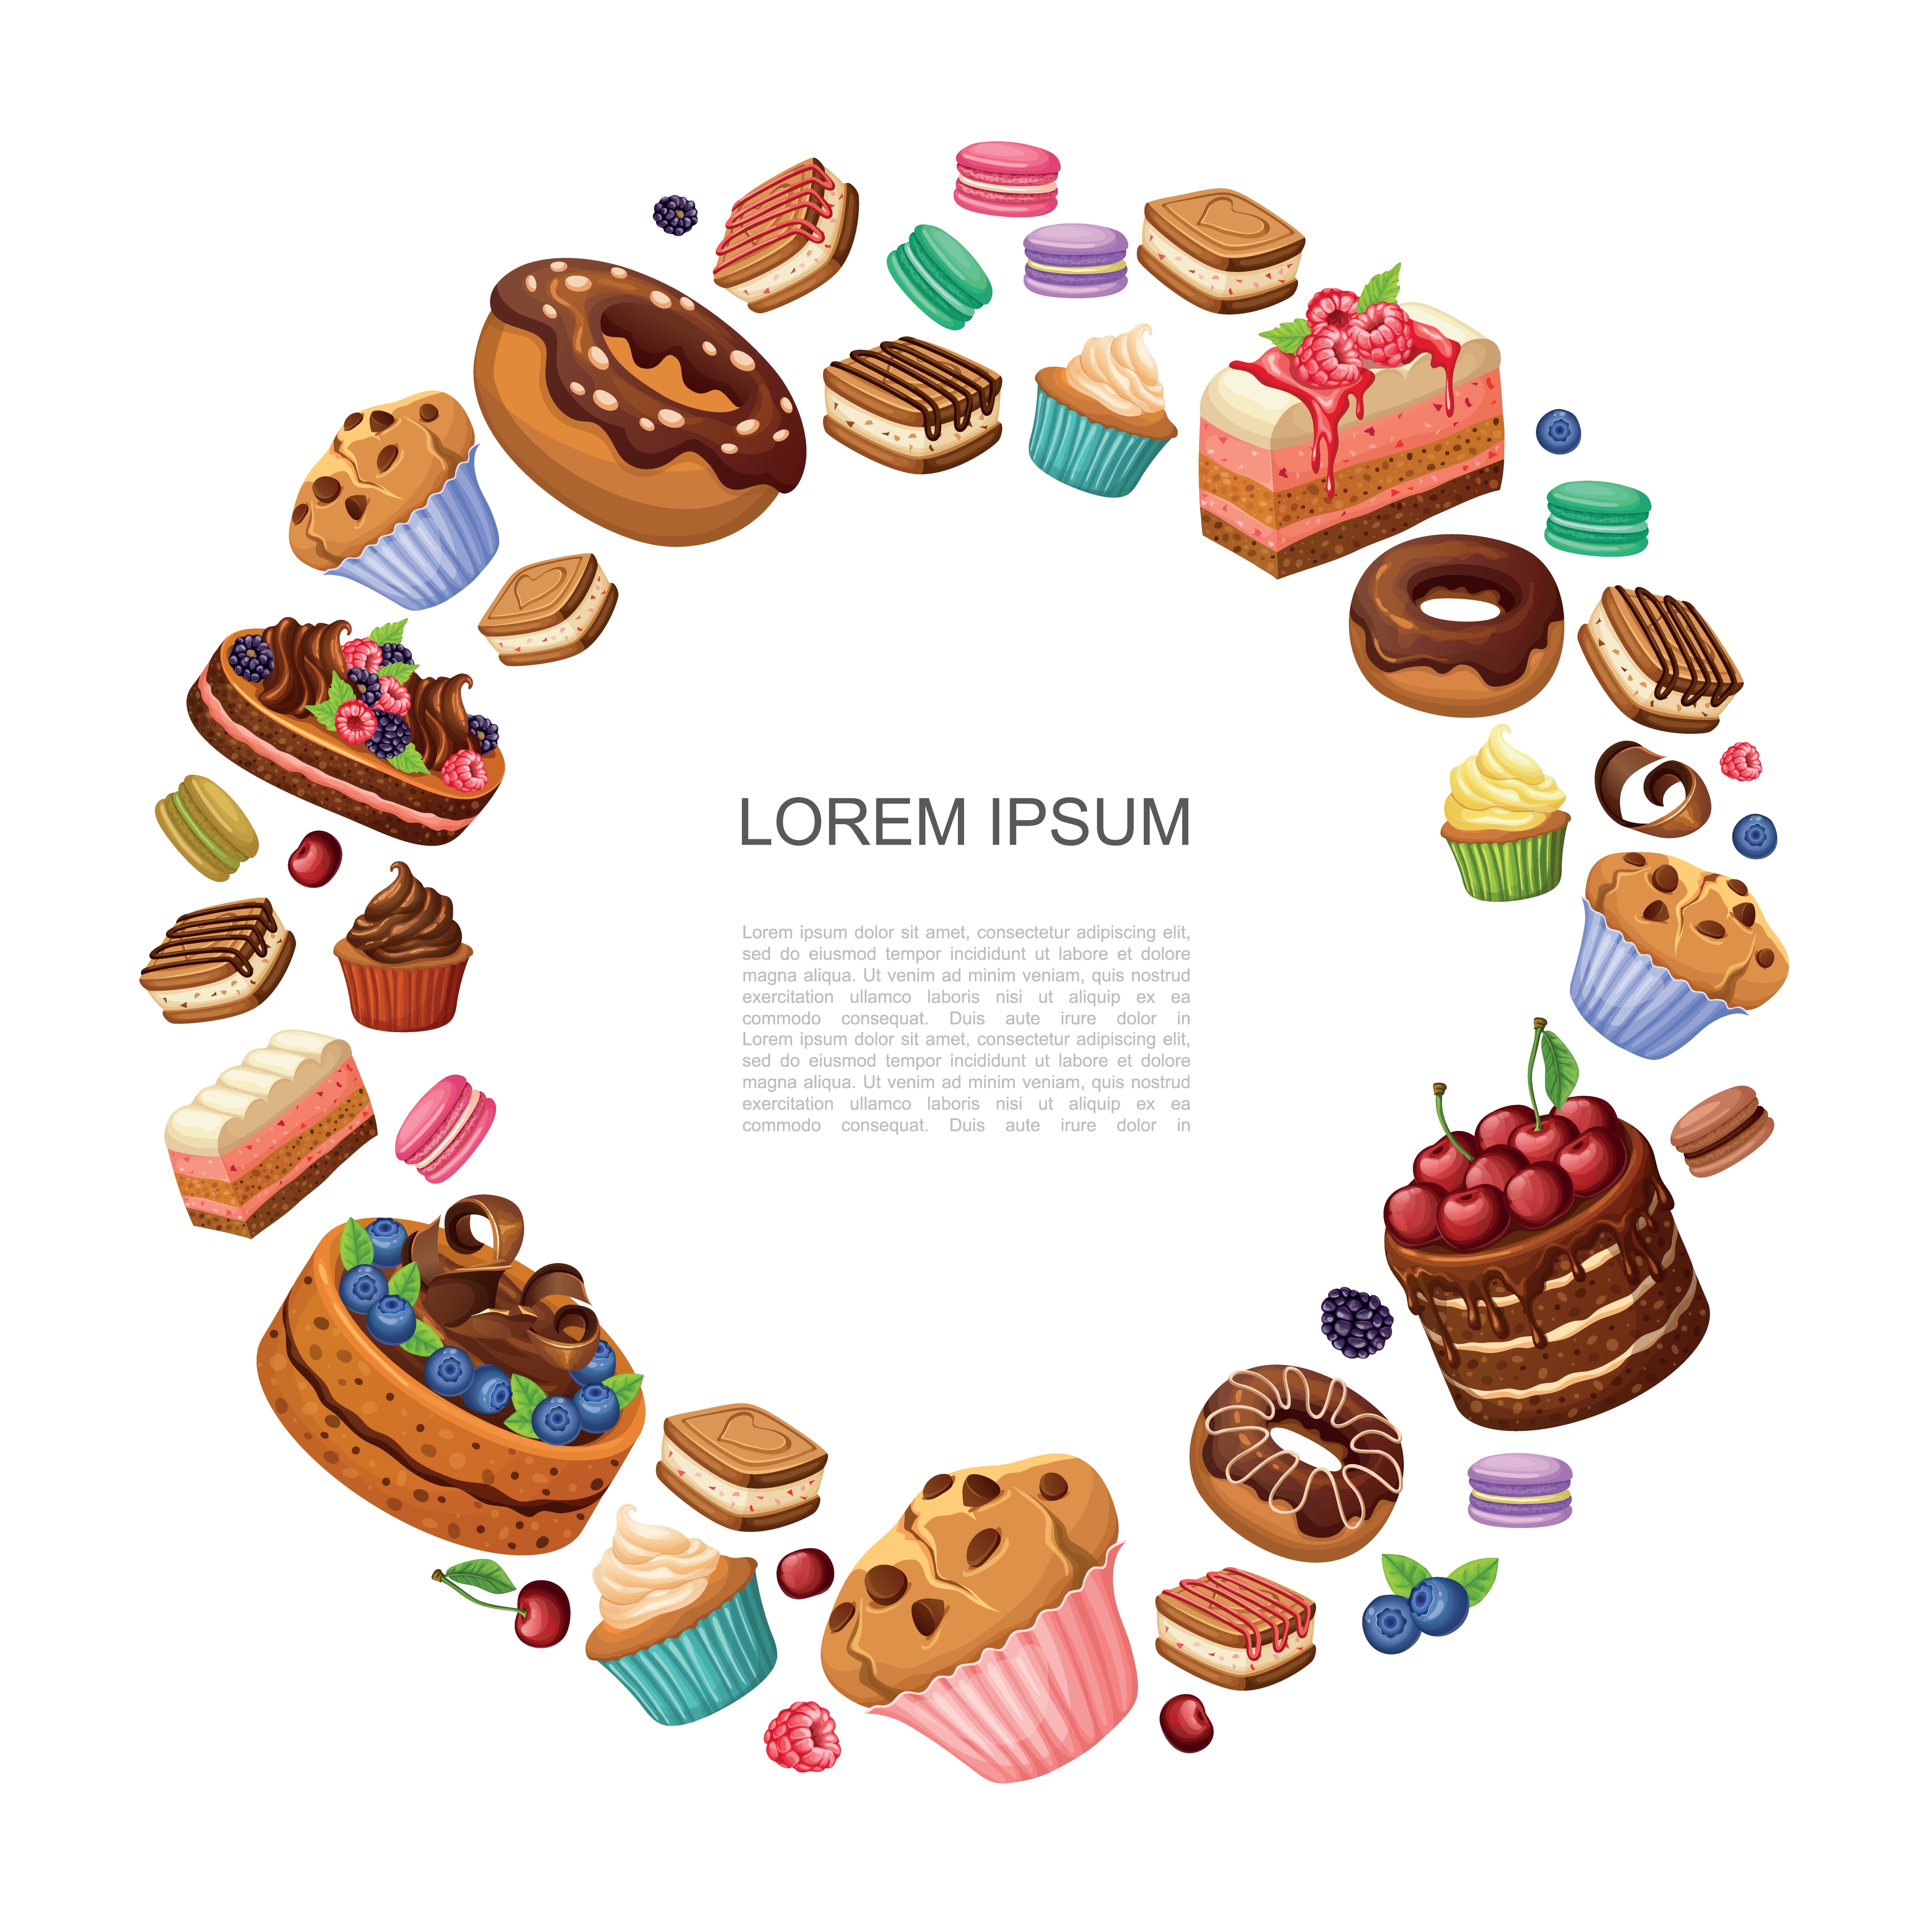 LOREM IPSUM
Lorem ipsum dolor sit amet, consectetur adipiscing elit,
sed do eiusmod tempor incididunt ut labore et dolore
magna aliqua. Ut venim ad minim veniam, quis nostrud
exercitation ullamco laboris nisi ut aliquip ex ea
commodo consequat. Duis aute irure dolor in
Lorem ipsum dolor sit amet, consectetur adipiscing elit,
sed do eiusmod tempor incididunt ut labore et dolore
magna aliqua. Ut venim ad minim veniam, quis nostrud
exercitation ullamco laboris nisi ut aliquip ex ea
commodo consequat. Duis aute irure dolor in